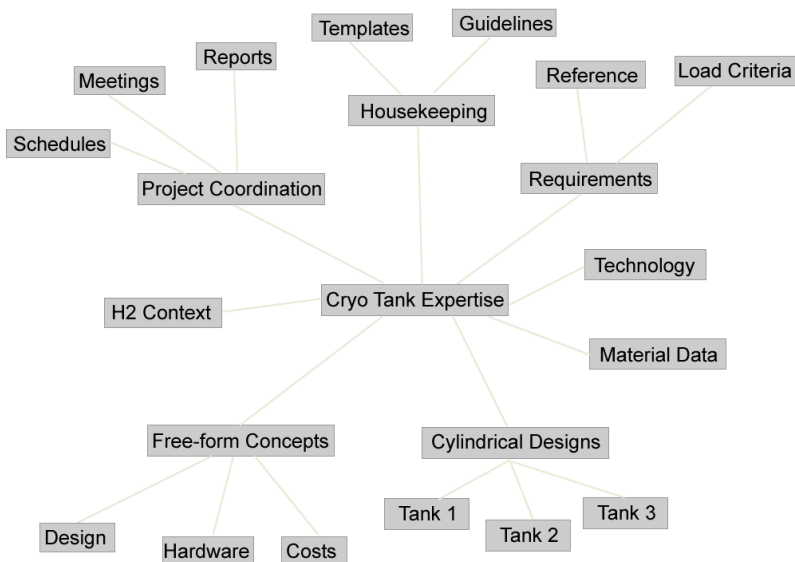 Templates
Guidelines
Reports
Meetings
Reference
Load Criteria
Housekeeping
Schedules
Project Coordination
Requirements
Technology
Cryo Tank Expertise
H2 Context
Material Data
Free-form Concepts
Cylindrical Designs
Tank 1
Tank 2
Tank 3
Design
Hardware
Costs